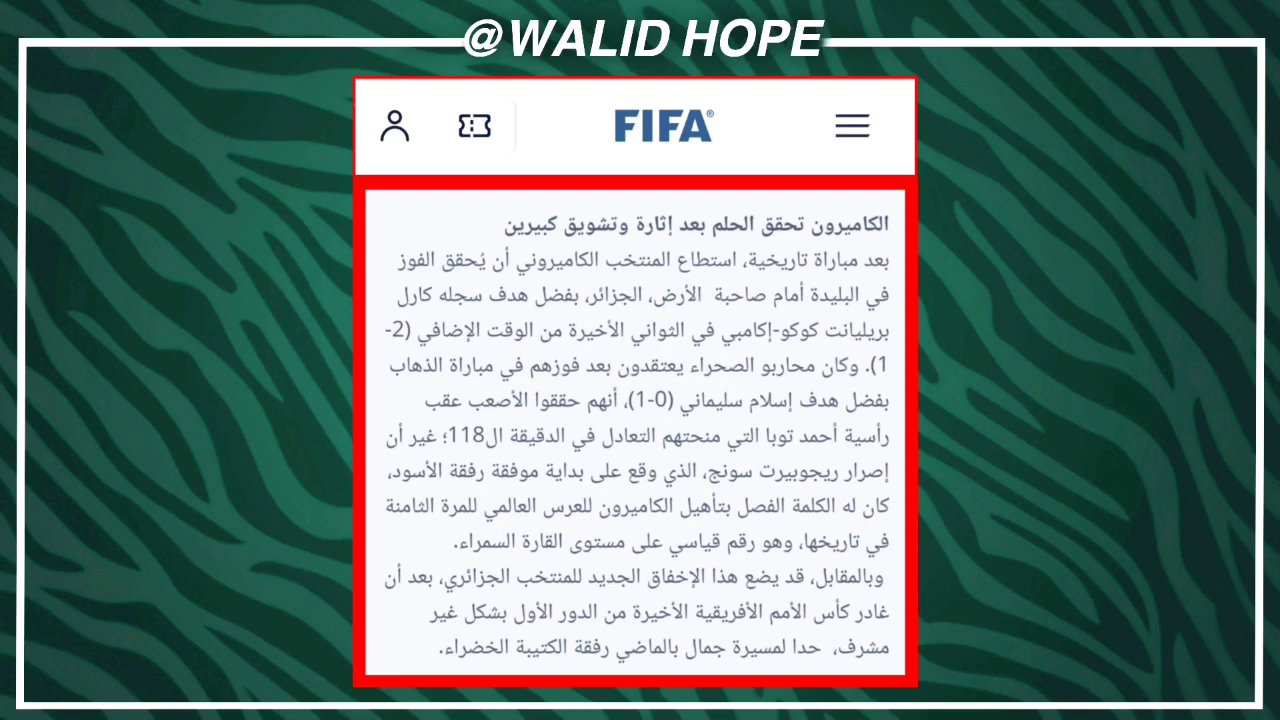 @WALID HOPE
FIFA®
الكاميرون تحقق الحلم بعد إثارة وتشويق كبيرين
بعد مباراة تاريخية، استطاع المنتخب الكاميروني أن يُحقق الفوز
في البليدة أمام صاحبة الأرض، الجزائر، بفضل هدف سجله كارل
بريليانت كوكو-إكامبي في الثواني الأخيرة من الوقت الإضافي (2-
1). وكان محاربو الصحراء يعتقدون بعد فوزهم في مباراة الذهاب
بفضل هدف إسلام سليماني (0-1)، أنهم حققوا الأصعب عقب
رأسية أحمد توبا التي منحتهم التعادل في الدقيقة ال118؛ غير أن
إصرار ريجوبيرت سونج، الذي وقع على بداية موفقة رفقة الأسود،
كان له الكلمة الفصل بتأهيل الكاميرون للعرس العالمي للمرة الثامنة
في تاريخها، وهو رقم قياسي على مستوى القارة السمراء.
وبالمقابل، قد يضع هذا الإخفاق الجديد للمنتخب الجزائري، بعد أن
غادر كأس الأمم الأفريقية الأخيرة من الدور الأول بشكل غير
مشرف، حدا لمسيرة جمال بالماضي رفقة الكتيبة الخضراء.